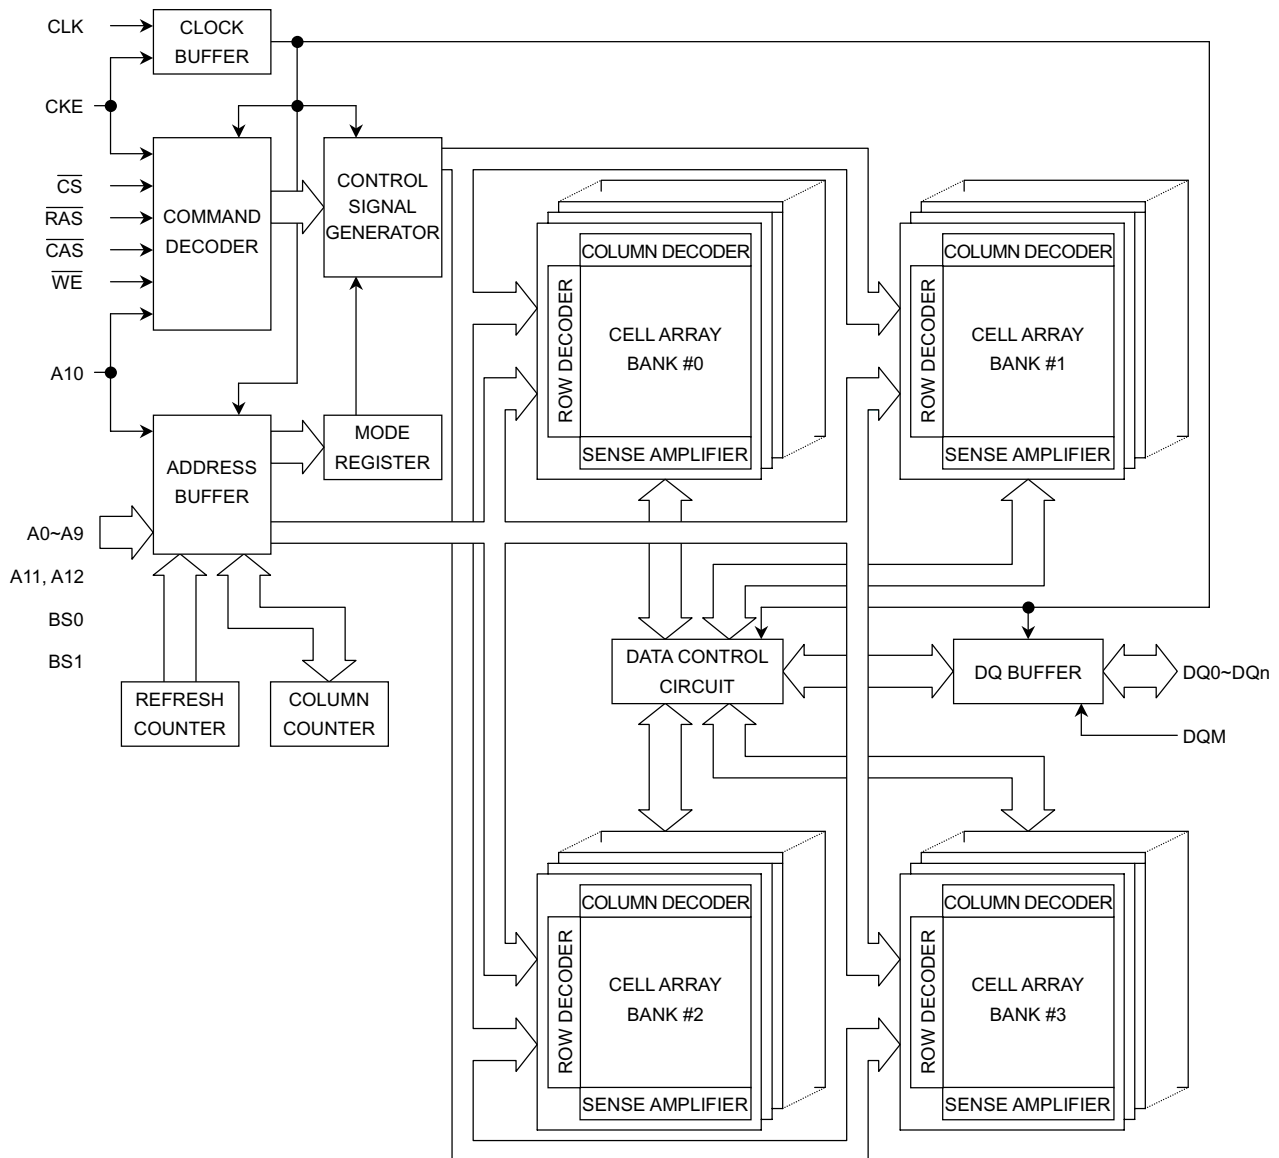 CLK
CLOCK
BUFFER
CKE
CS
RAS
CAS
WE
COMMAND
DECODER
CONTROL
SIGNAL
GENERATOR
A10
ADDRESS
BUFFER
MODE
REGISTER
A0~A9
A11, A12
BS0
BS1
REFRESH
COUNTER
COLUMN
COUNTER
COLUMN DECODER
ROW DECODER
CELL ARRAY
BANK #0
SENSE AMPLIFIER
COLUMN DECODER
ROW DECODER
CELL ARRAY
BANK #1
SENSE AMPLIFIER
DATA CONTROL
CIRCUIT
DQ BUFFER
DQ0~DQn
DQM
COLUMN DECODER
ROW DECODER
CELL ARRAY
BANK #2
SENSE AMPLIFIER
COLUMN DECODER
ROW DECODER
CELL ARRAY
BANK #3
SENSE AMPLIFIER